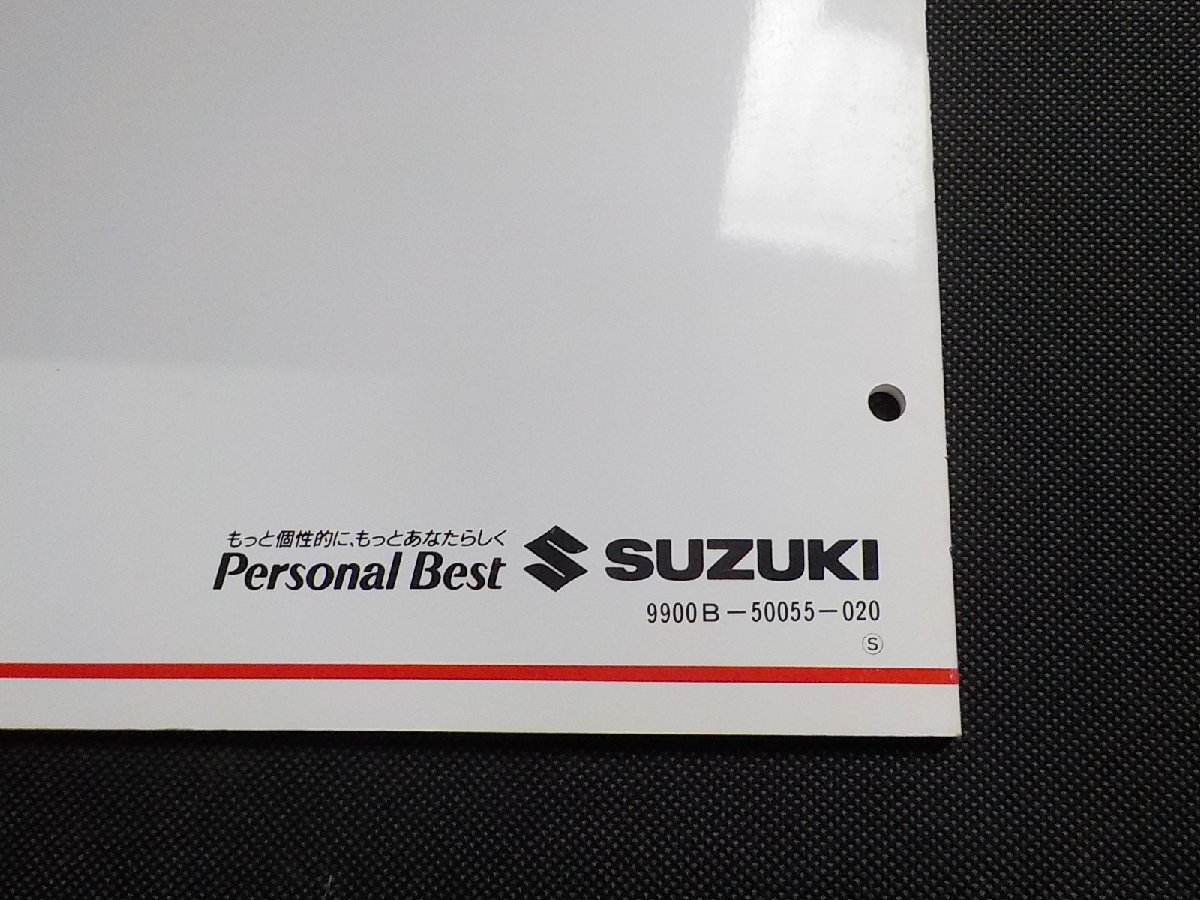 もっと個性的に、もっとあなたらしく
Personal Best SUZUKI
9900B-50055-020
Ⓢ